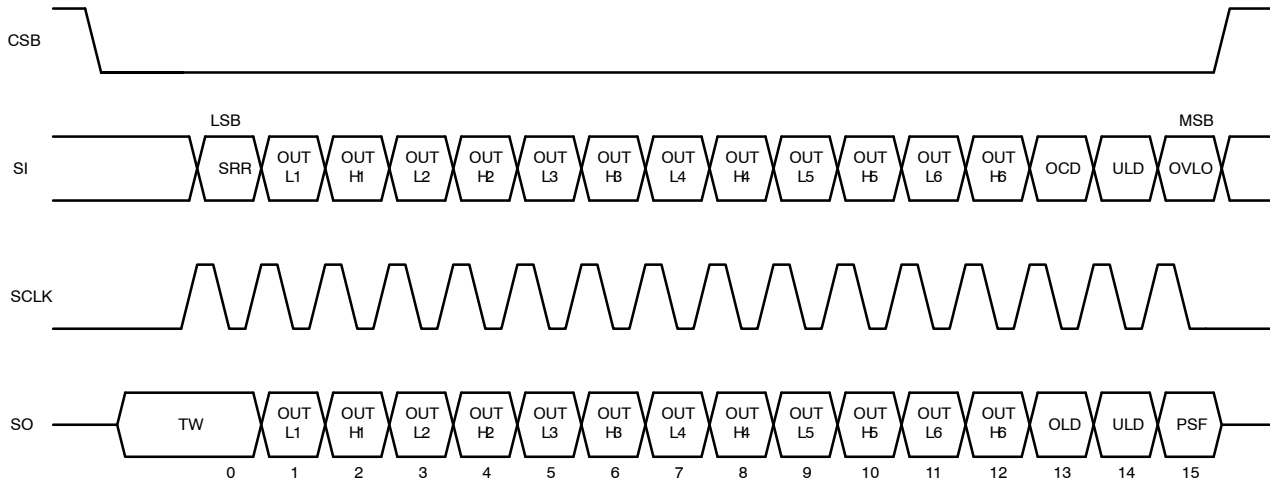 CSB
LSB
MSB
SI
SRR
OUT
L1
OUT
H1
OUT
L2
OUT
H2
OUT
L3
OUT
H3
OUT
L4
OUT
H4
OUT
L5
OUT
H5
OUT
L6
OUT
H6
OCD
ULD
OVLO
SCLK
SO
TW
OUT
L1
OUT
H1
OUT
L2
OUT
H2
OUT
L3
OUT
H3
OUT
L4
OUT
H4
OUT
L5
OUT
H5
OUT
L6
OUT
H6
OLD
ULD
PSF
0 1 2 3 4 5 6 7 8 9 10 11 12 13 14 15